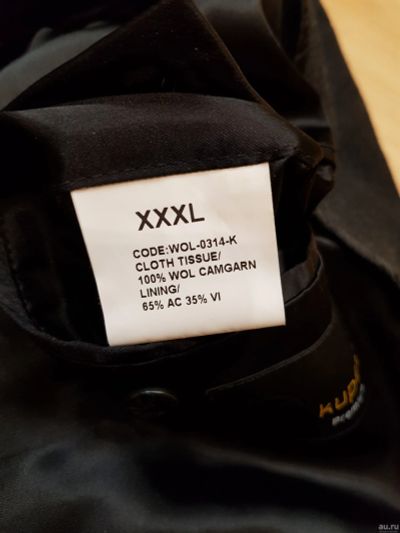 XXXL
CODE:WOL-0314-K
CLOTH TISSUE/
100% WOL CAMGARN
LINING/
65% AC 35% VI
au.ru